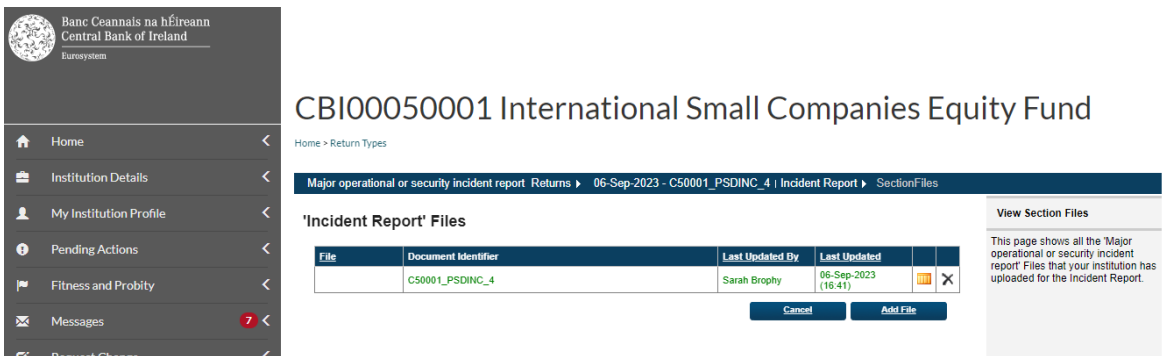 Banc Ceannais na hÉireann
Central Bank of Ireland
Eurosystem
CBI00050001 International Small Companies Equity Fund
Home > Return Types
Home
Institution Details
My Institution Profile
Pending Actions
Fitness and Probity
Messages 7
Request Change
Major operational or security incident report Returns 06-Sep-2023 - C50001_PSDINC_4 | Incident Report SectionFiles
'Incident Report' Files
File Document Identifier Last Updated By Last Updated
C50001_PSDINC_4 Sarah Brophy 06-Sep-2023
(16:41)
Cancel Add File
View Section Files
This page shows all the 'Major
operational or security incident
report' Files that your institution has
uploaded for the Incident Report.